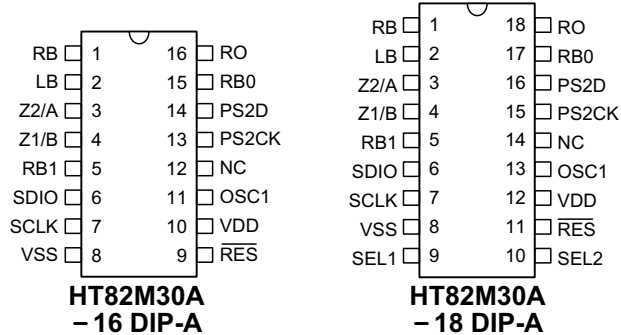 RB 1 16 RO
LB 2 15 RB0
Z2/A 3 14 PS2D
Z1/B 4 13 PS2CK
RB1 5 12 NC
SDIO 6 11 OSC1
SCLK 7 10 VDD
VSS 8 9 RES
HT82M30A
– 16 DIP-A
RB 1 18 RO
LB 2 17 RB0
Z2/A 3 16 PS2D
Z1/B 4 15 PS2CK
RB1 5 14 NC
SDIO 6 13 OSC1
SCLK 7 12 VDD
VSS 8 11 RES
SEL1 9 10 SEL2
HT82M30A
– 18 DIP-A